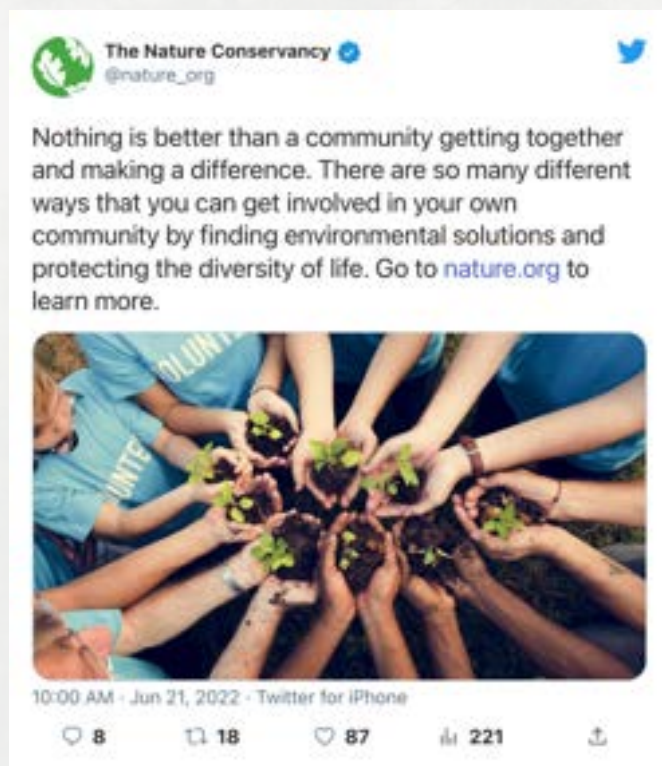 The Nature Conservancy
@nature_org
Nothing is better than a community getting together
and making a difference. There are so many different
ways that you can get involved in your own
community by finding environmental solutions and
protecting the diversity of life. Go to nature.org to
learn more.
OLUNTE
UNTE
10:00 AM · Jun 21, 2022 · Twitter for iPhone
8 18 87 221